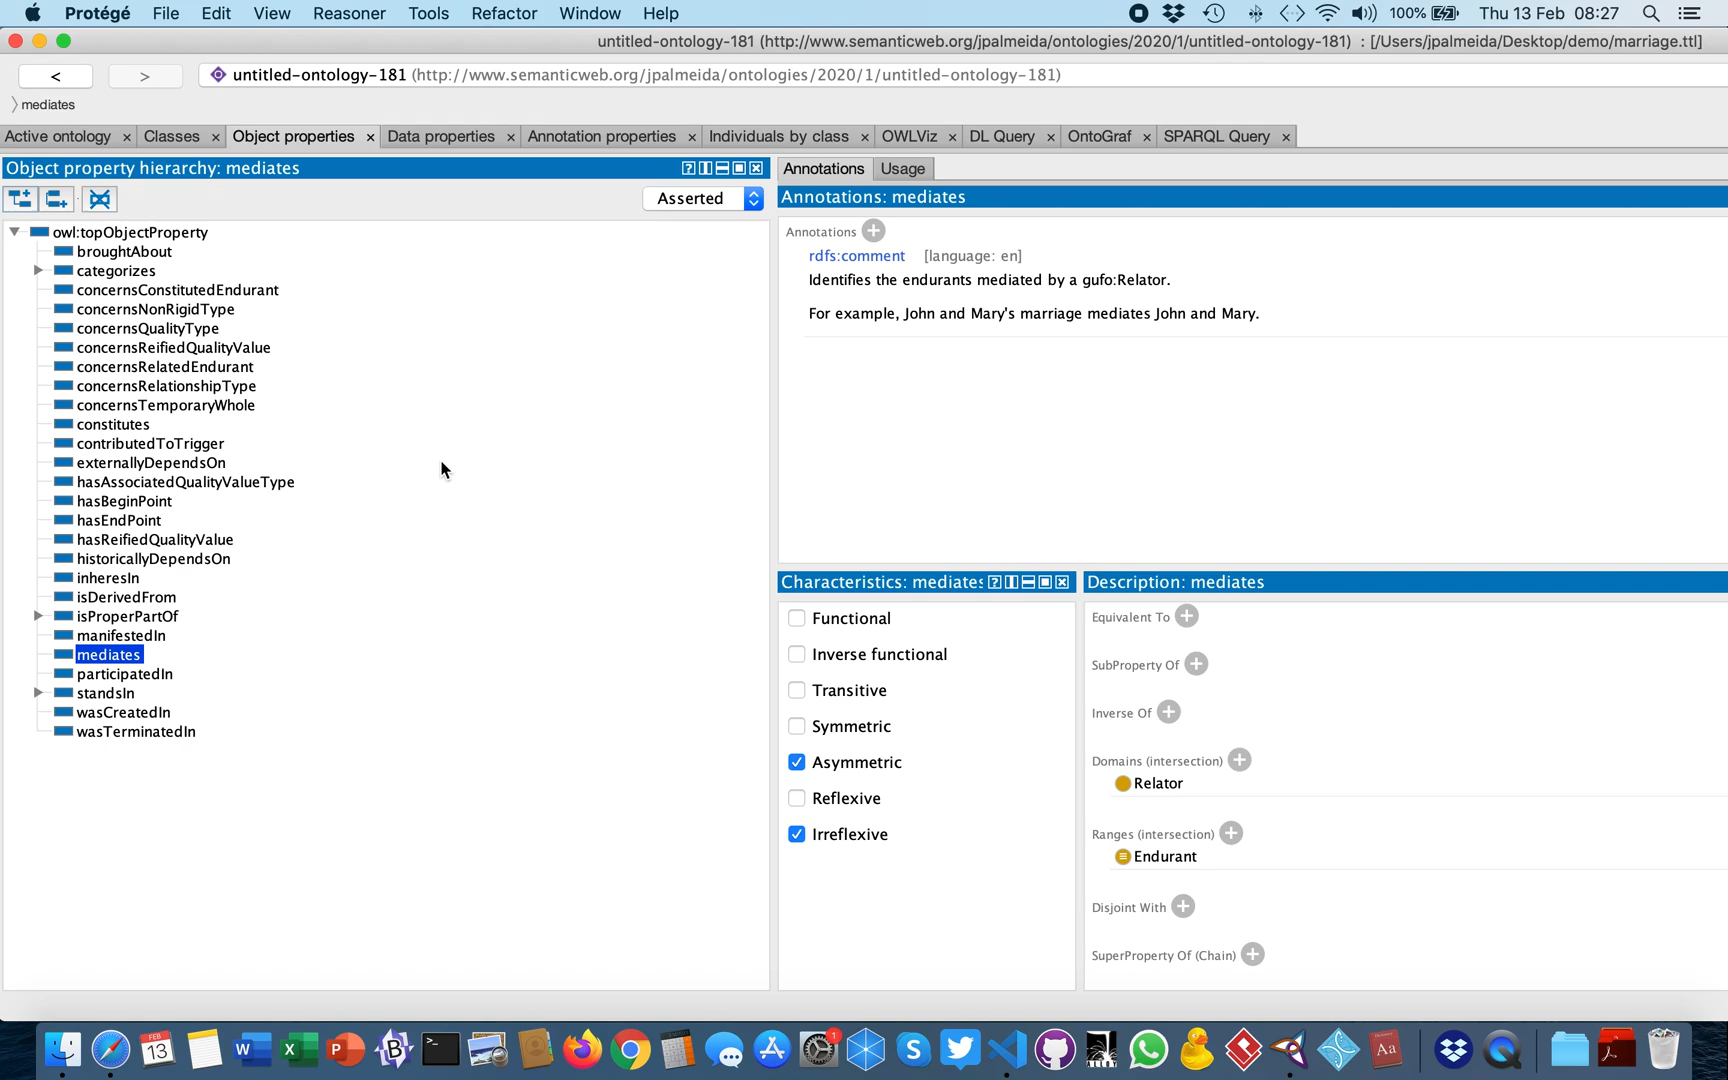 Protégé File Edit View Reasoner Tools Refactor Window Help 100% Thu 13 Feb 08:27
untitled-ontology-181 (http://www.semanticweb.org/jpalmeida/ontologies/2020/1/untitled-ontology-181) : [/Users/jpalmeida/Desktop/demo/marriage.ttl]
< > untitled-ontology-181 (http://www.semanticweb.org/jpalmeida/ontologies/2020/1/untitled-ontology-181)
mediates
Active ontology × Classes × Object properties × Data properties × Annotation properties × Individuals by class × OWLViz × DL Query × OntoGraf × SPARQL Query ×
Object property hierarchy: mediates
Asserted
owl:topObjectProperty
broughtAbout
categorizes
concernsConstitutedEndurant
concernsNonRigidType
concernsQualityType
concernsReifiedQualityValue
concernsRelatedEndurant
concernsRelationshipType
concernsTemporaryWhole
constitutes
contributedToTrigger
externallyDependsOn
hasAssociatedQualityValueType
hasBeginPoint
hasEndPoint
hasReifiedQualityValue
historicallyDependsOn
inheresIn
isDerivedFrom
isProperPartOf
manifestedIn
mediates
participatedIn
standsIn
wasCreatedIn
wasTerminatedIn
Annotations Usage
Annotations: mediates
Annotations
rdfs:comment [language: en]
Identifies the endurants mediated by a gufo:Relator.
For example, John and Mary's marriage mediates John and Mary.
Characteristics: mediates
Functional
Inverse functional
Transitive
Symmetric
Asymmetric
Reflexive
Irreflexive
Description: mediates
Equivalent To
SubProperty Of
Inverse Of
Domains (intersection)
Relator
Ranges (intersection)
Endurant
Disjoint With
SuperProperty Of (Chain)
FEB
13
W
X
P
B
S
1
Aa